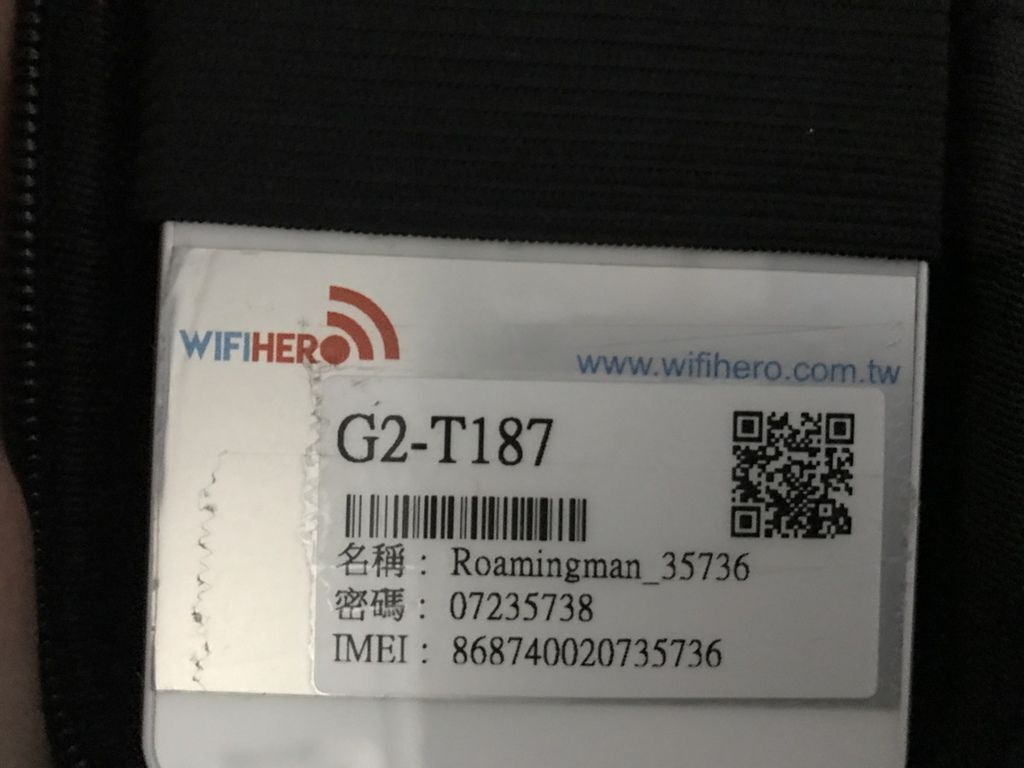 WIFIHERO
www.wifihero.com.tw
G2-T187
名稱： Roamingman_35736
密碼： 07235738
IMEI： 868740020735736